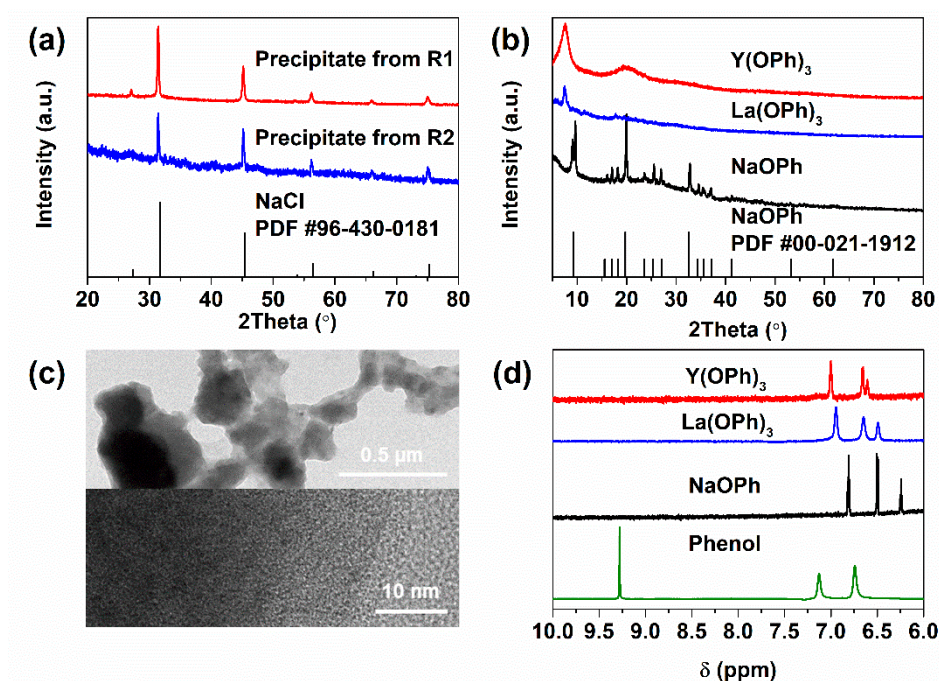 (a)
Intensity (a.u.)
Precipitate from R1
Precipitate from R2
NaCl
PDF #96-430-0181
20 30 40 50 60 70 80
2Theta (°)
(b)
Intensity (a.u.)
Y(OPh)₃
La(OPh)₃
NaOPh
NaOPh
PDF #00-021-1912
10 20 30 40 50 60 70 80
2Theta (°)
(c)
0.5 μm
10 nm
(d)
Y(OPh)₃
La(OPh)₃
NaOPh
Phenol
10.0 9.5 9.0 8.5 8.0 7.5 7.0 6.5 6.0
δ (ppm)